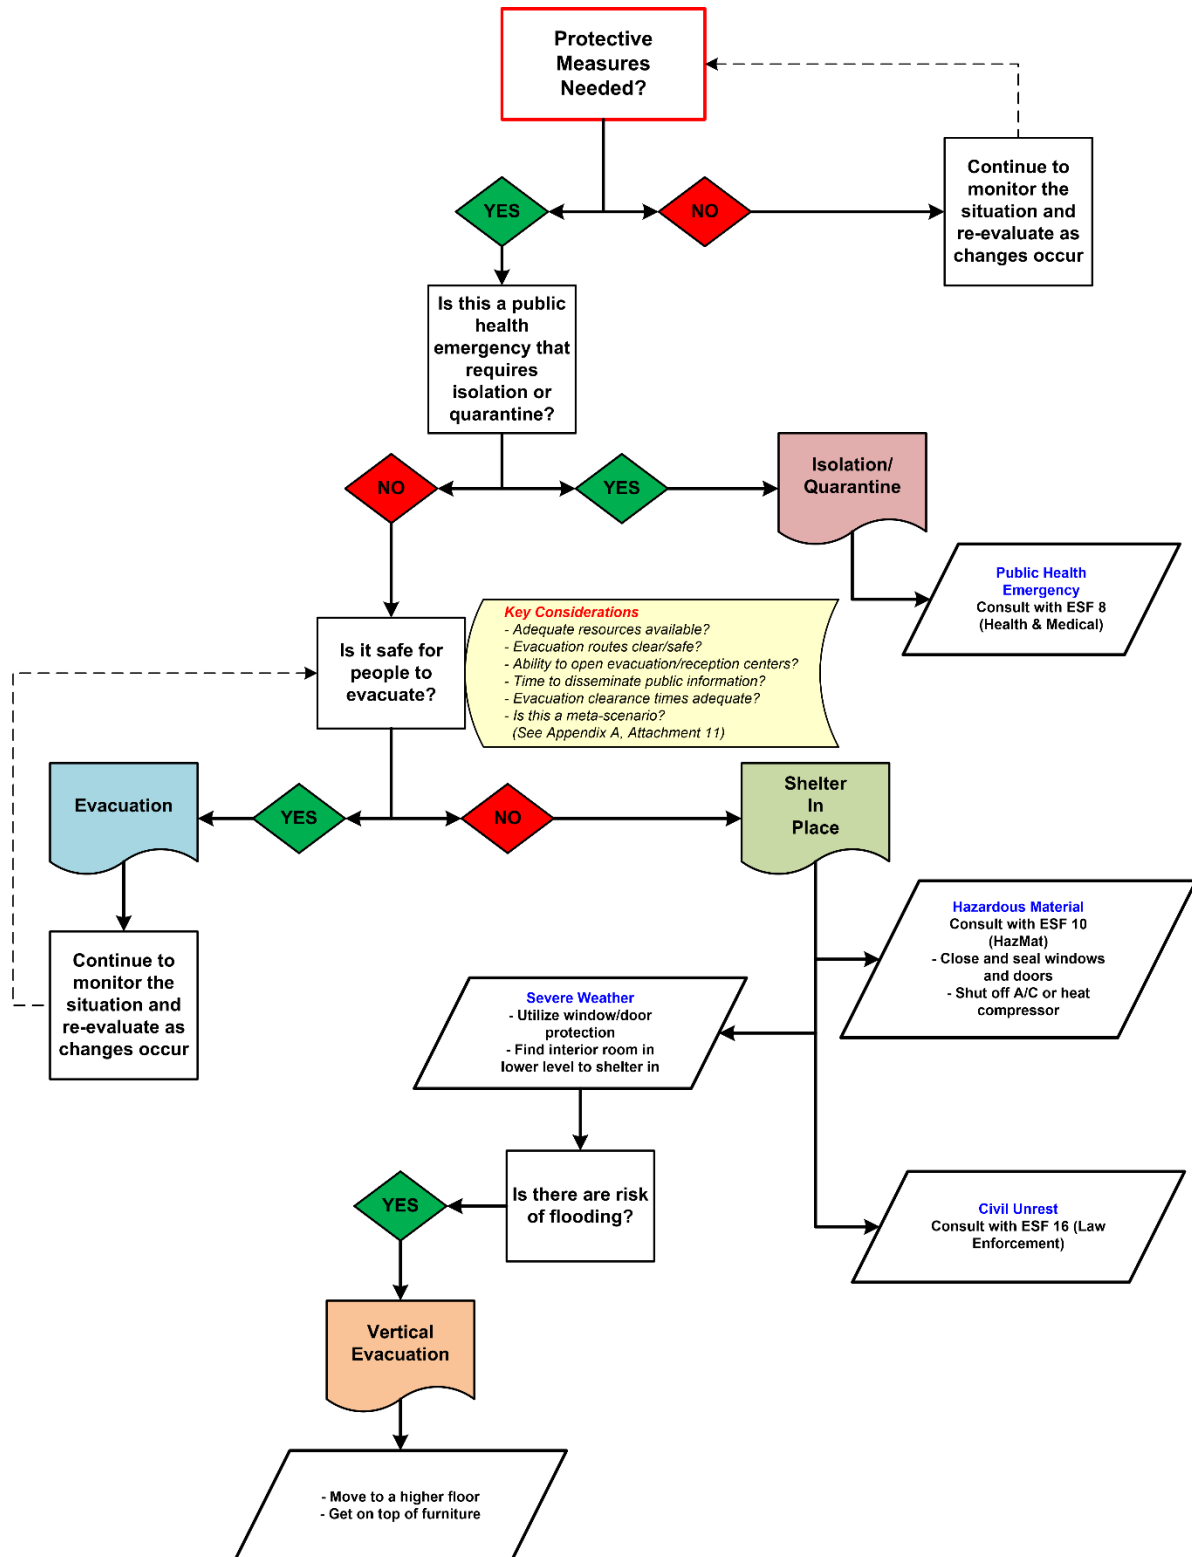 Protective
Measures
Needed?
Continue to
monitor the
situation and
re-evaluate as
changes occur
YES
NO
Is this a public
health
emergency that
requires
isolation or
quarantine?
NO
YES
Isolation/
Quarantine
Public Health
Emergency
Consult with ESF 8
(Health & Medical)
Is it safe for
people to
evacuate?
Key Considerations
- Adequate resources available?
- Evacuation routes clear/safe?
- Ability to open evacuation/reception centers?
- Time to disseminate public information?
- Evacuation clearance times adequate?
- Is this a meta-scenario?
(See Appendix A, Attachment 11)
Evacuation
YES
NO
Shelter
In
Place
Continue to
monitor the
situation and
re-evaluate as
changes occur
Hazardous Material
Consult with ESF 10
(HazMat)
- Close and seal windows
and doors
- Shut off A/C or heat
compressor
Severe Weather
- Utilize window/door
protection
- Find interior room in
lower level to shelter in
YES
Is there are risk
of flooding?
Civil Unrest
Consult with ESF 16 (Law
Enforcement)
Vertical
Evacuation
- Move to a higher floor
- Get on top of furniture